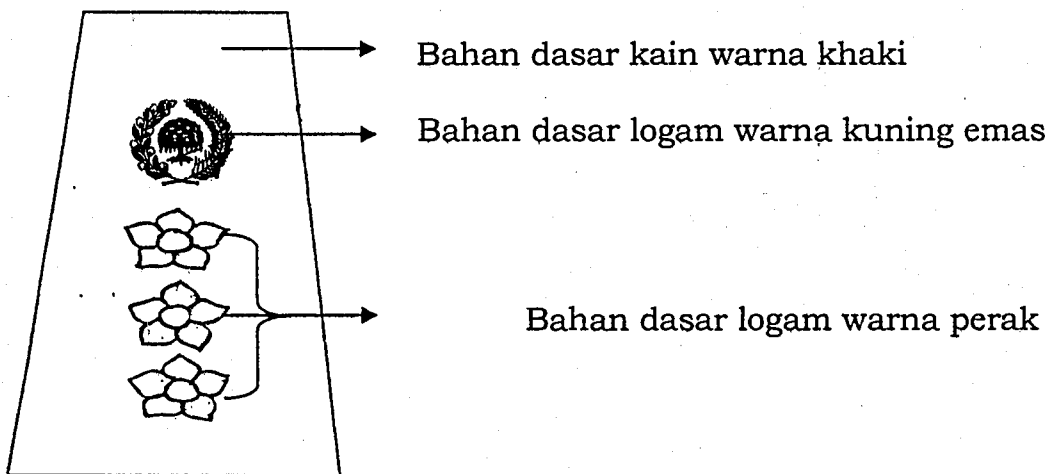 Bahan dasar kain warna khaki
Bahan dasar logam warna kuning emas
Bahan dasar logam warna perak